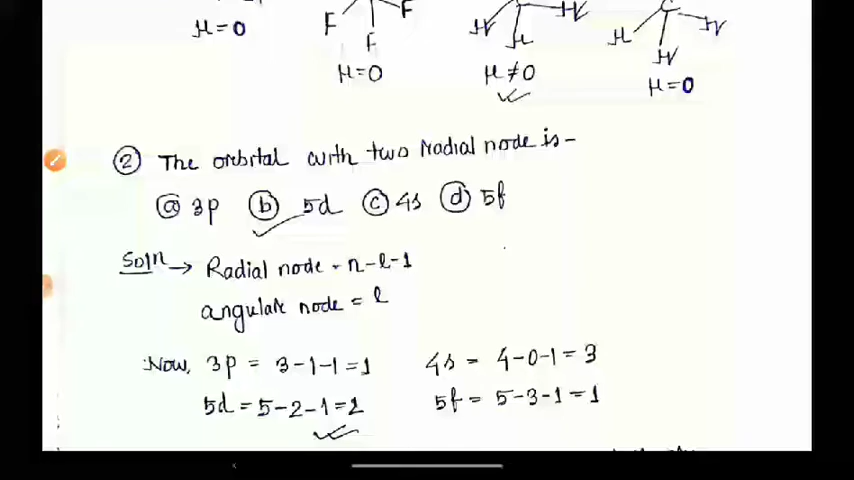 F F
F
C
H H
H
H
μ=0 μ=0 μ≠0 μ=0
② The orbital with two radial node is-
ⓐ 3p ⓑ 5d ⓒ 4s ⓓ 5f
Soln → Radial node = n-l-1
angular node = l
Now, 3p = 3-1-1=1 4s = 4-0-1=3
5d=5-2-1=2 5f = 5-3-1=1